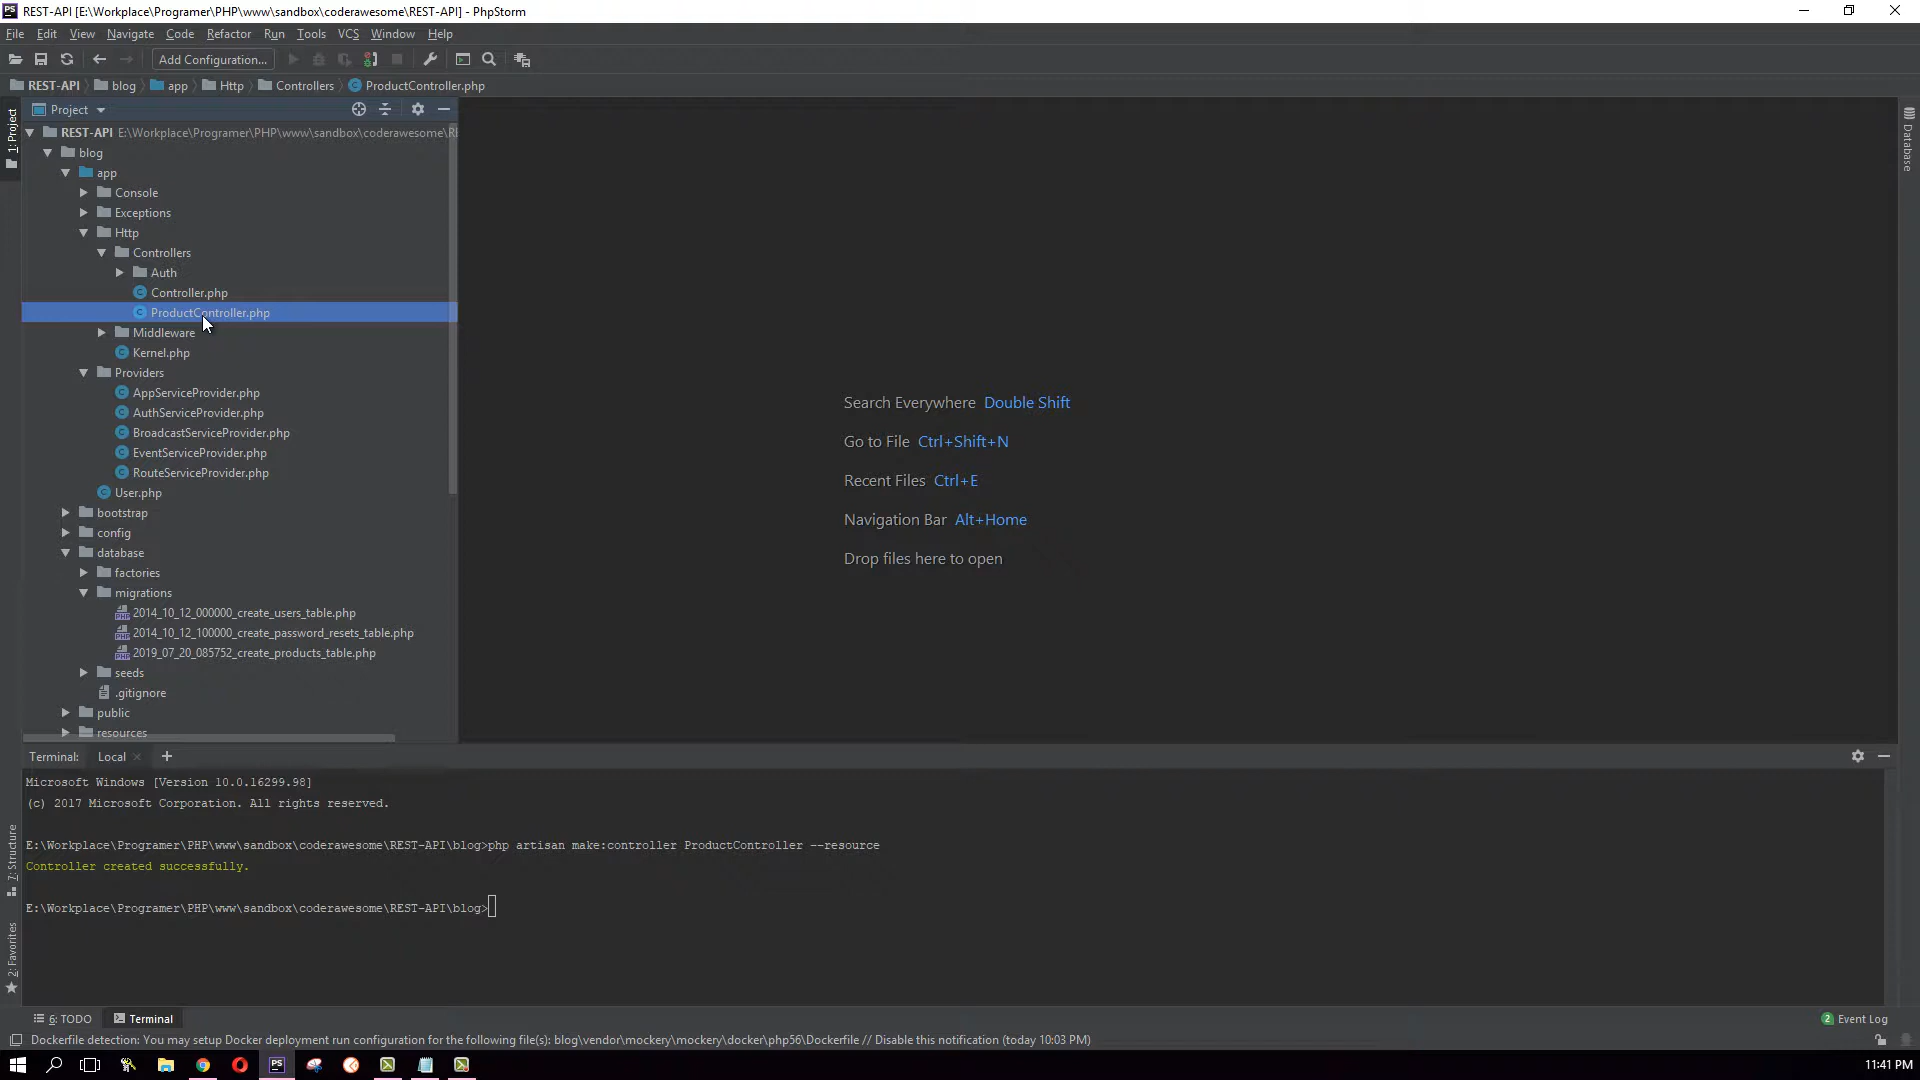 REST-API [E:\Workplace\Programer\PHP\www\sandbox\coderawesome\REST-API] - PhpStorm
File Edit View Navigate Code Refactor Run Tools VCS Window Help
Add Configuration...
REST-API blog app Http Controllers ProductController.php
Project
1: Project
Database
REST-API E:\Workplace\Programer\PHP\www\sandbox\coderawesome\RE
blog
app
Console
Exceptions
Http
Controllers
Auth
Controller.php
ProductController.php
Middleware
Kernel.php
Providers
AppServiceProvider.php
AuthServiceProvider.php
BroadcastServiceProvider.php
EventServiceProvider.php
RouteServiceProvider.php
User.php
bootstrap
config
database
factories
migrations
2014_10_12_000000_create_users_table.php
2014_10_12_100000_create_password_resets_table.php
2019_07_20_085752_create_products_table.php
seeds
.gitignore
public
resources
Search Everywhere Double Shift
Go to File Ctrl+Shift+N
Recent Files Ctrl+E
Navigation Bar Alt+Home
Drop files here to open
Terminal: Local
Microsoft Windows [Version 10.0.16299.98]
(c) 2017 Microsoft Corporation. All rights reserved.
E:\Workplace\Programer\PHP\www\sandbox\coderawesome\REST-API\blog>php artisan make:controller ProductController --resource
Controller created successfully.
E:\Workplace\Programer\PHP\www\sandbox\coderawesome\REST-API\blog>
7: Structure
2: Favorites
6: TODO Terminal
2 Event Log
Dockerfile detection: You may setup Docker deployment run configuration for the following file(s): blog\vendor\mockery\mockery\docker\php56\Dockerfile // Disable this notification (today 10:03 PM)
11:41 PM